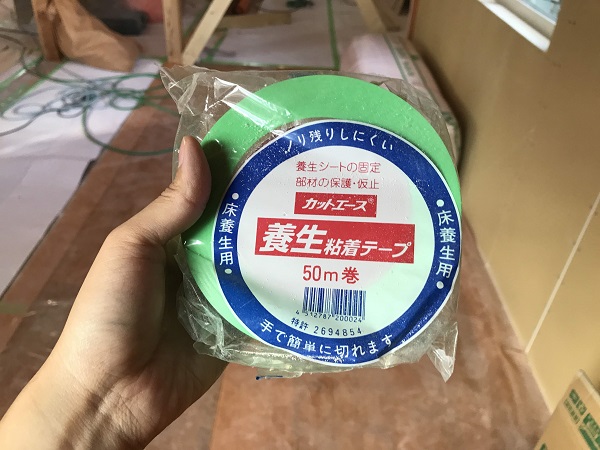 ノリ残りしにくい
養生シートの固定
部材の保護・仮止
カットエース®
養生粘着テープ
50m巻
・床養生用・
・床養生用・
4 512787 200024
特許 2694854
手で簡単に切れます